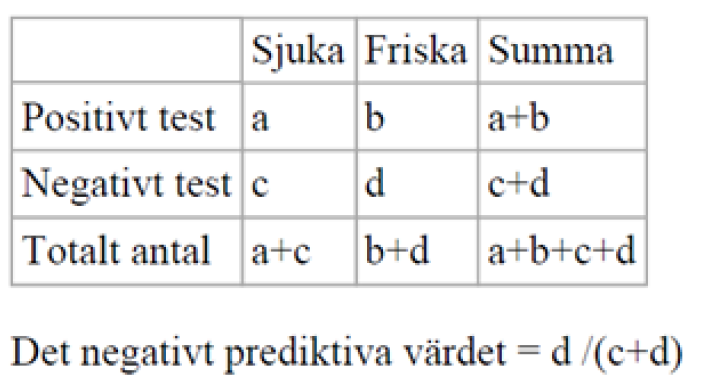 Sjuka Friska Summa
Positivt test a b a+b
Negativt test c d c+d
Totalt antal a+c b+d a+b+c+d
Det negativt prediktiva värdet = d /(c+d)